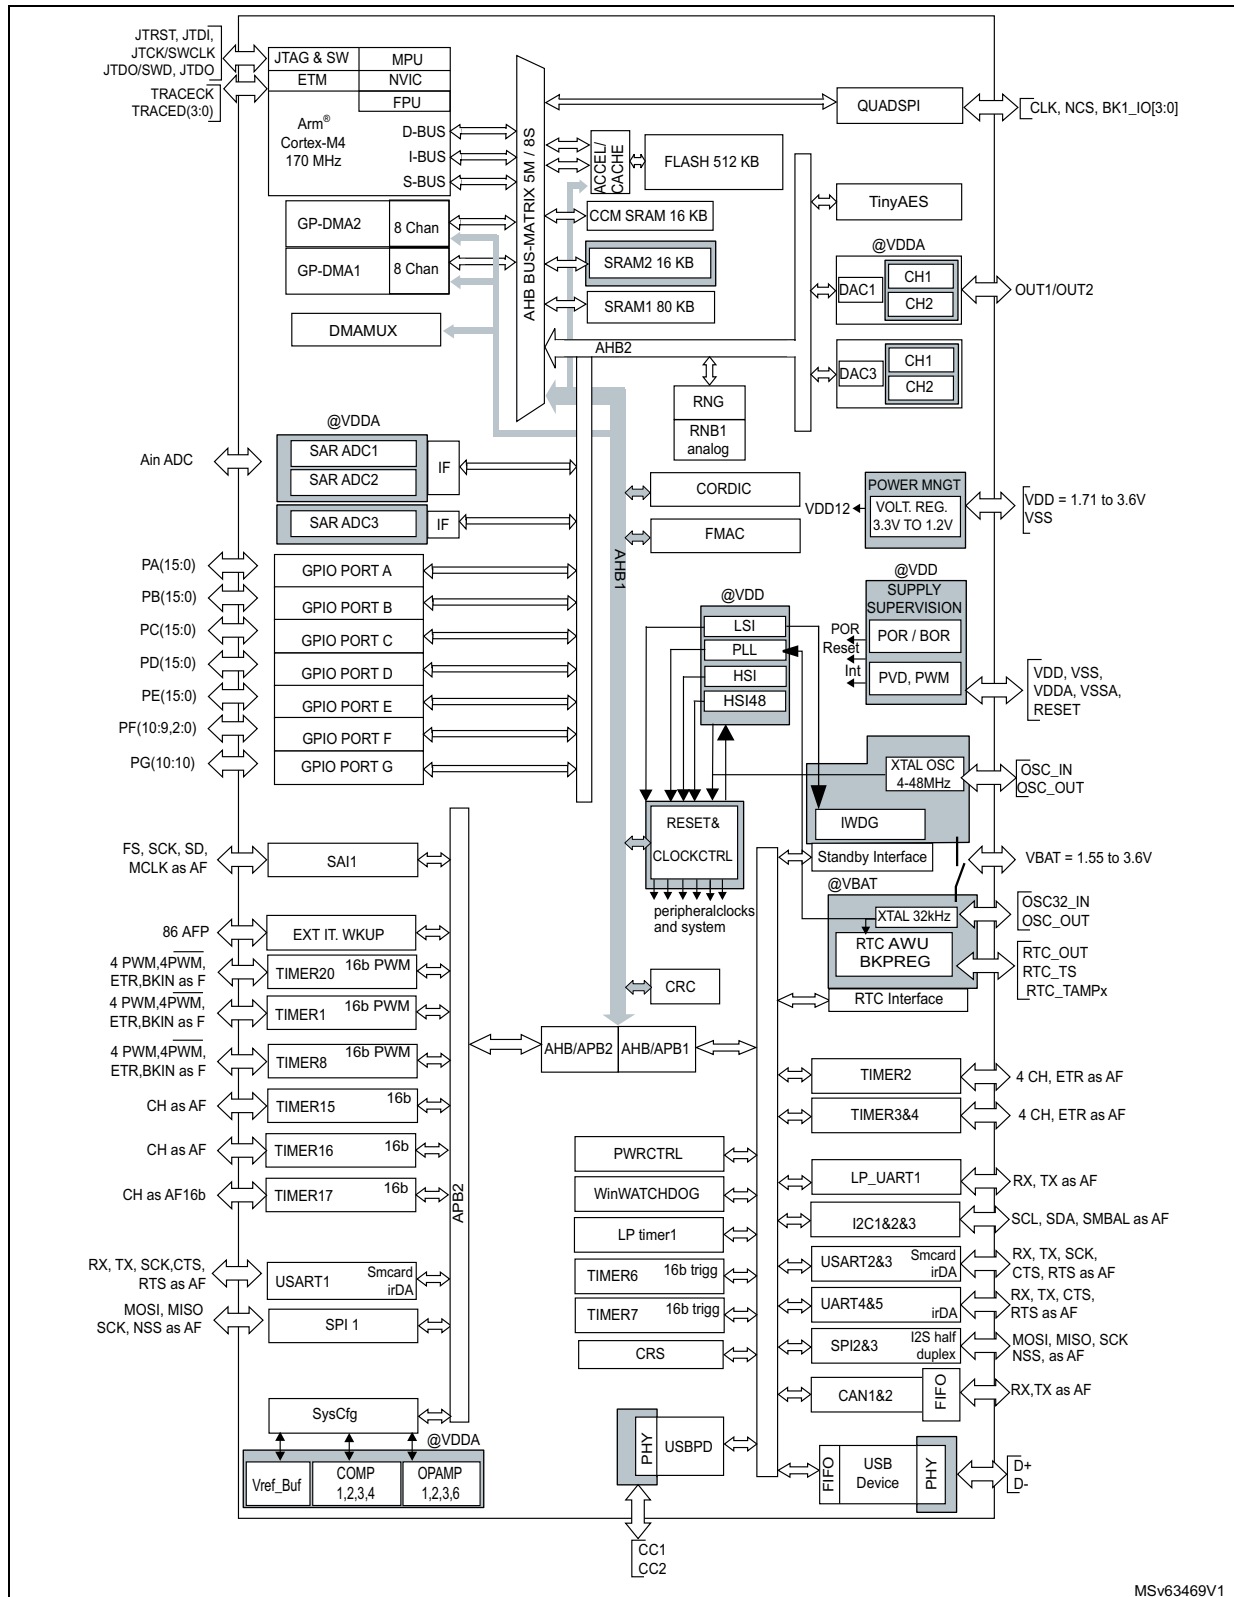 JTRST, JTDI,
JTCK/SWCLK
JTDO/SWD, JTDO
TRACECK
TRACED(3:0)
JTAG & SW
MPU
ETM
NVIC
FPU
Arm®
Cortex-M4
170 MHz
D-BUS
I-BUS
S-BUS
GP-DMA2
8 Chan
GP-DMA1
8 Chan
DMAMUX
AHB BUS-MATRIX 5M / 8S
QUADSPI
CLK, NCS, BK1_IO[3:0]
ACCEL/
CACHE
FLASH 512 KB
CCM SRAM 16 KB
SRAM2 16 KB
SRAM1 80 KB
AHB2
TinyAES
@VDDA
DAC1
CH1
CH2
OUT1/OUT2
DAC3
CH1
CH2
RNG
RNB1
analog
@VDDA
Ain ADC
SAR ADC1
SAR ADC2
IF
SAR ADC3
IF
CORDIC
FMAC
AHB1
POWER MNGT
VDD12
VOLT. REG.
3.3V TO 1.2V
VDD = 1.71 to 3.6V
VSS
PA(15:0)
GPIO PORT A
PB(15:0)
GPIO PORT B
PC(15:0)
GPIO PORT C
PD(15:0)
GPIO PORT D
PE(15:0)
GPIO PORT E
PF(10:9,2:0)
GPIO PORT F
PG(10:10)
GPIO PORT G
@VDD
LSI
PLL
HSI
HSI48
@VDD
SUPPLY
SUPERVISION
POR
Reset
Int
POR / BOR
PVD, PWM
VDD, VSS,
VDDA, VSSA,
RESET
XTAL OSC
4-48MHz
OSC_IN
OSC_OUT
IWDG
RESET&
CLOCKCTRL
peripheralclocks
and system
Standby Interface
VBAT = 1.55 to 3.6V
@VBAT
XTAL 32kHz
OSC32_IN
OSC_OUT
RTC AWU
BKPREG
RTC_OUT
RTC_TS
RTC_TAMPx
RTC Interface
FS, SCK, SD,
MCLK as AF
SAI1
86 AFP
EXT IT. WKUP
4 PWM,4PWM,
ETR,BKIN as F
TIMER20
16b PWM
4 PWM,4PWM,
ETR,BKIN as F
TIMER1
16b PWM
4 PWM,4PWM,
ETR,BKIN as F
TIMER8
16b PWM
CH as AF
TIMER15
16b
CH as AF
TIMER16
16b
CH as AF16b
TIMER17
16b
APB2
RX, TX, SCK,CTS,
RTS as AF
USART1
Smcard
irDA
MOSI, MISO
SCK, NSS as AF
SPI 1
SysCfg
@VDDA
Vref_Buf
COMP
1,2,3,4
OPAMP
1,2,3,6
CRC
AHB/APB2
AHB/APB1
PWRCTRL
WinWATCHDOG
LP timer1
TIMER6
16b trigg
TIMER7
16b trigg
CRS
PHY
USBPD
CC1
CC2
TIMER2
4 CH, ETR as AF
TIMER3&4
4 CH, ETR as AF
LP_UART1
RX, TX as AF
I2C1&2&3
SCL, SDA, SMBAL as AF
USART2&3
Smcard
irDA
RX, TX, SCK,
CTS, RTS as AF
UART4&5
irDA
RX, TX, CTS,
RTS as AF
SPI2&3
I2S half
duplex
MOSI, MISO, SCK
NSS, as AF
CAN1&2
FIFO
RX,TX as AF
FIFO
USB
Device
PHY
D+
D-
MSv63469V1